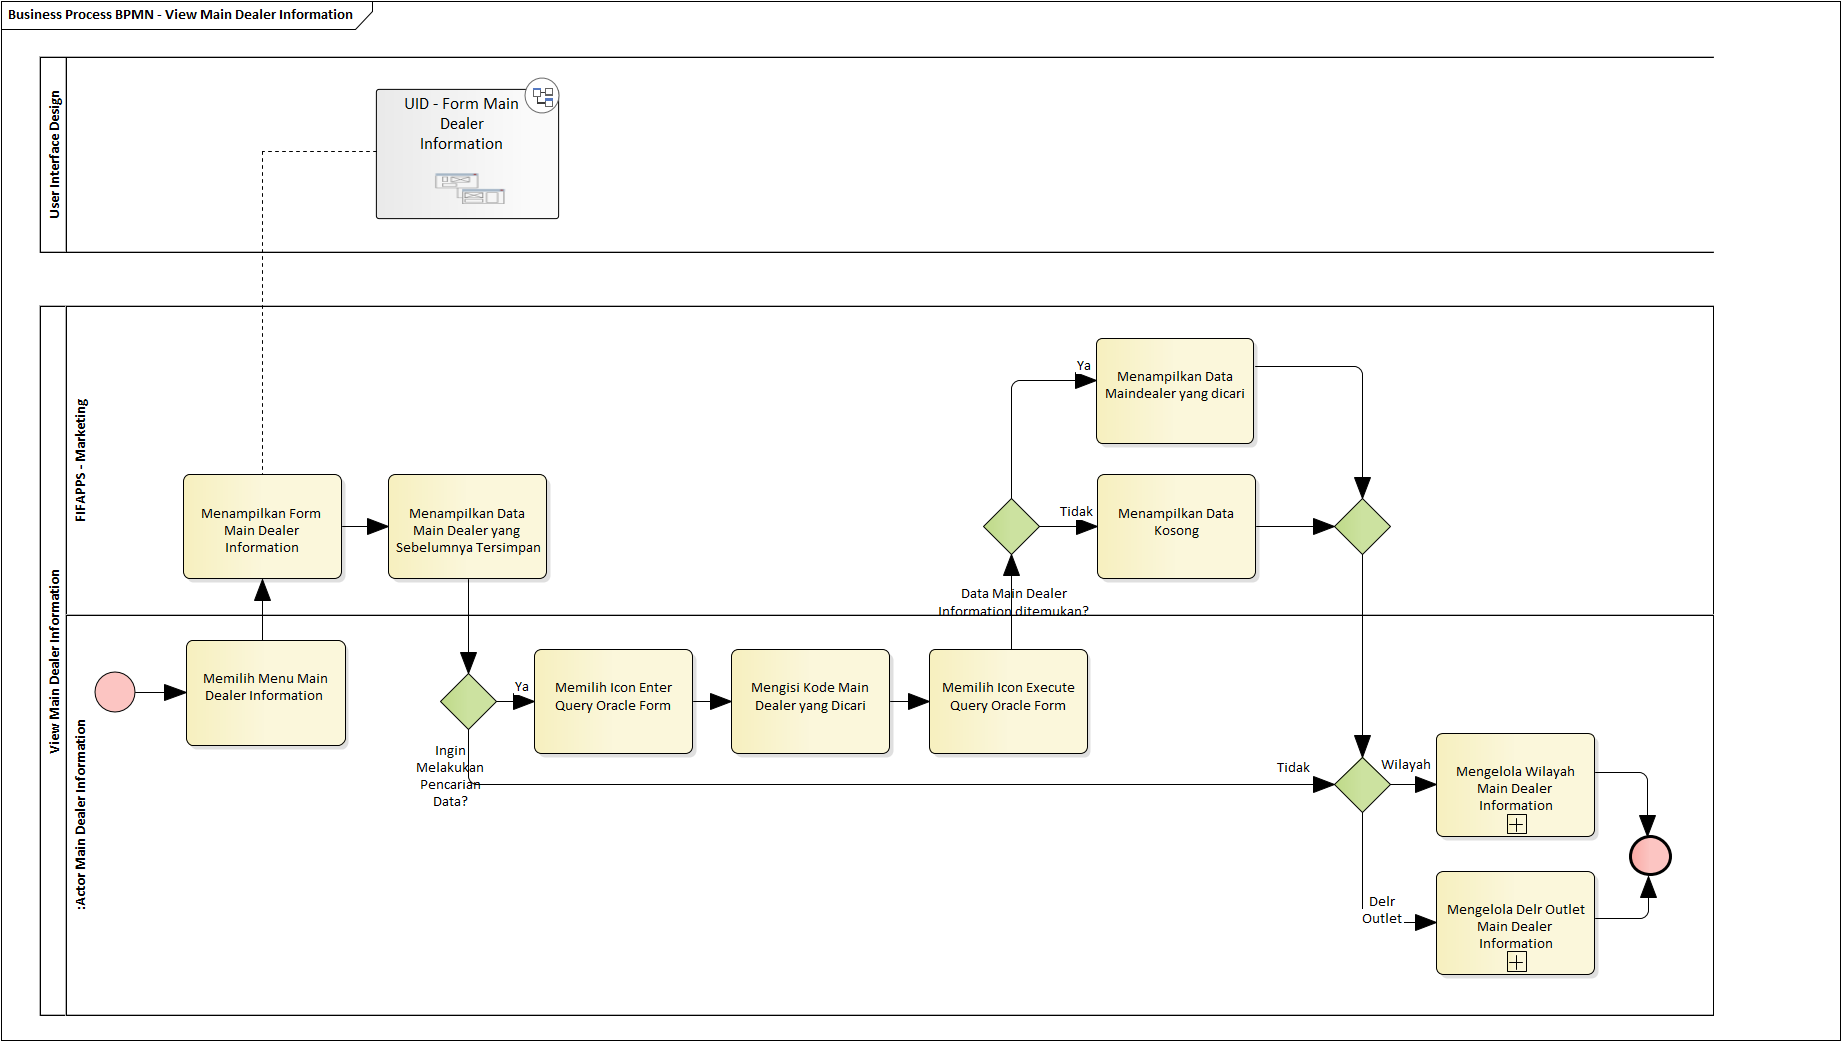 Business Process BPMN - View Main Dealer Information
User Interface Design
UID - Form Main
Dealer
Information
View Main Dealer Information
FIFAPPS - Marketing
Menampilkan Form
Main Dealer
Information
Menampilkan Data
Main Dealer yang
Sebelumnya Tersimpan
Ya
Menampilkan Data
Maindealer yang dicari
Tidak
Menampilkan Data
Kosong
Data Main Dealer
Information ditemukan?
:Actor Main Dealer Information
Memilih Menu Main
Dealer Information
Ingin
Melakukan
Pencarian
Data?
Ya
Memilih Icon Enter
Query Oracle Form
Mengisi Kode Main
Dealer yang Dicari
Memilih Icon Execute
Query Oracle Form
Tidak
Wilayah
Mengelola Wilayah
Main Dealer
Information
Delr
Outlet
Mengelola Delr Outlet
Main Dealer
Information